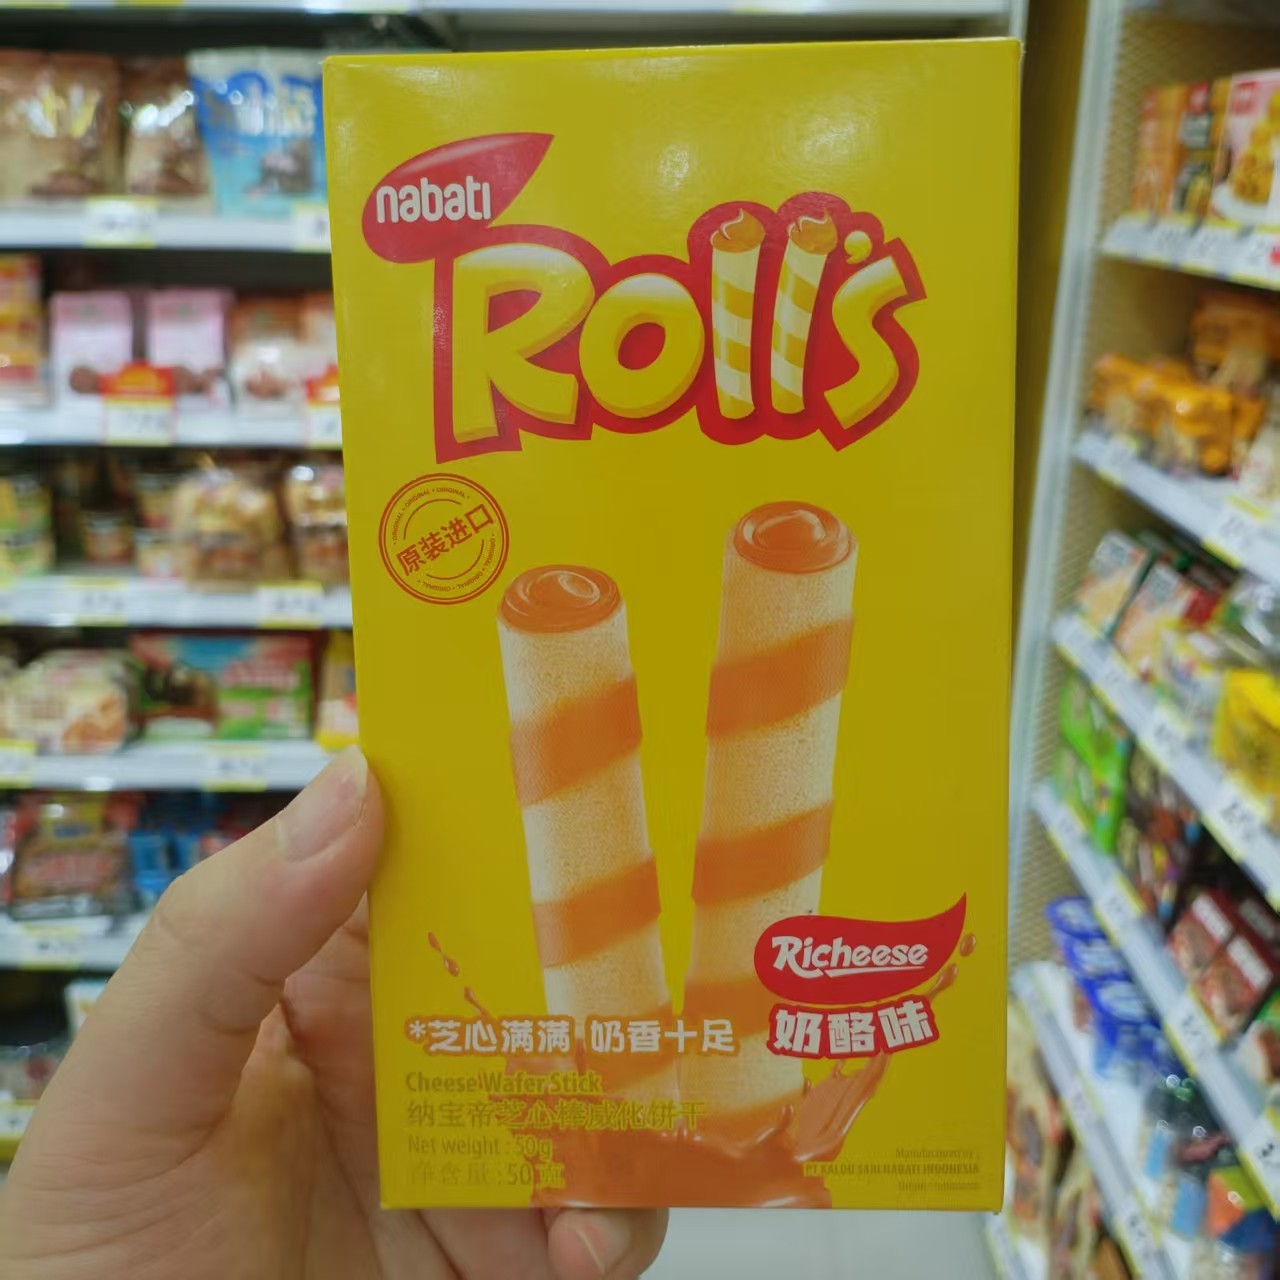 nabati
Roll's
ORIGINAL • ORIGINAL • ORIGINAL
原装进口
Richeese
奶酪味
*芝心满满 奶香十足
Cheese Wafer Stick
纳宝帝芝心棒威化饼干
Net weight : 50g
净含量 : 50克
Manufactured by :
PT KALDU SARI NABATI INDONESIA